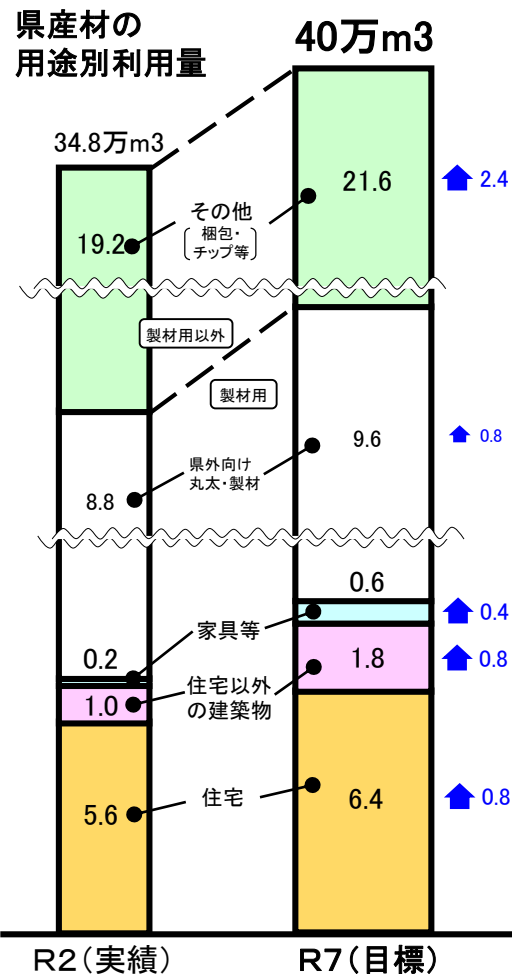 県産材の
用途別利用量
40万m3
34.8万m3
21.6
2.4
19.2
その他
梱包・
チップ等
製材用以外
製材用
9.6
0.8
県外向け
丸太・製材
8.8
0.6
0.4
家具等
0.2
1.8
0.8
住宅以外
の建築物
1.0
住宅
6.4
0.8
5.6
R2(実績)
R7(目標)